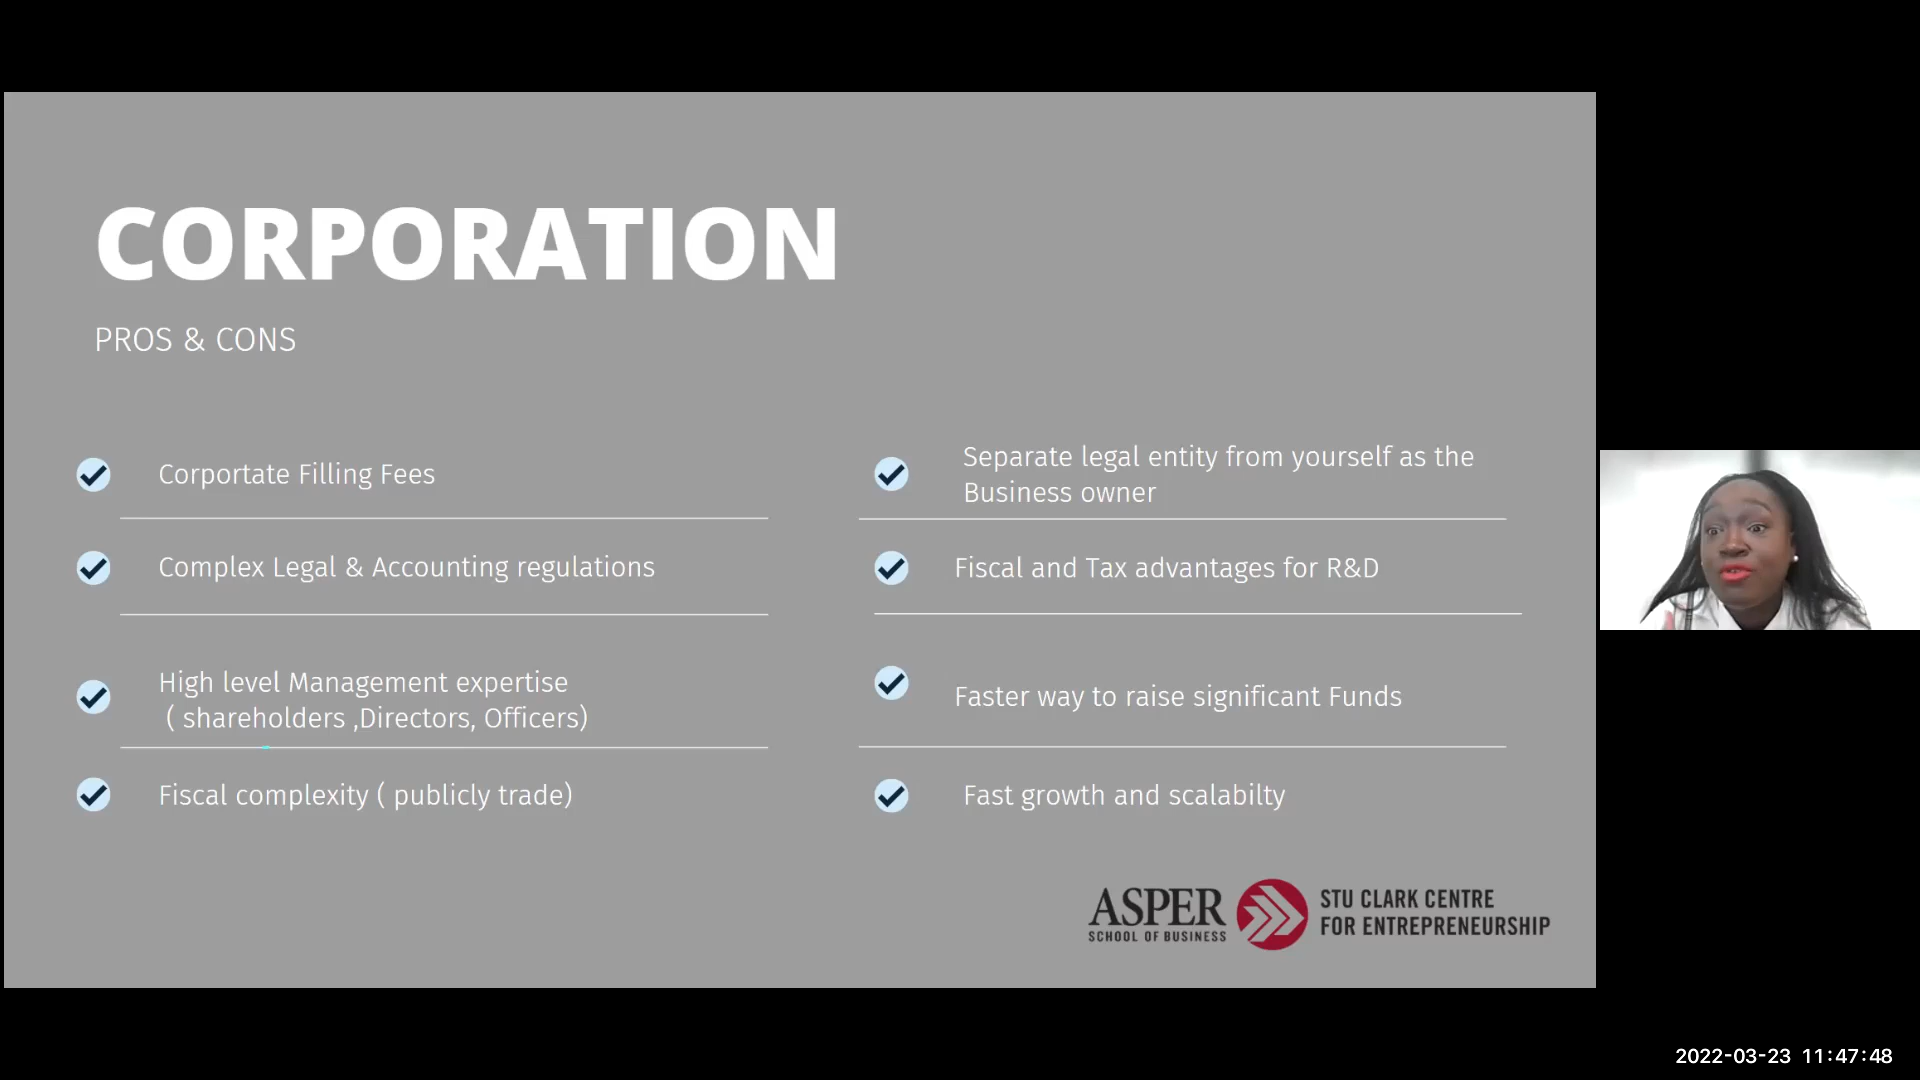 CORPORATION
PROS & CONS
Corportate Filling Fees
Complex Legal & Accounting regulations
High level Management expertise
( shareholders ,Directors, Officers)
Fiscal complexity ( publicly trade)
Separate legal entity from yourself as the
Business owner
Fiscal and Tax advantages for R&D
Faster way to raise significant Funds
Fast growth and scalabilty
ASPER
SCHOOL OF BUSINESS
STU CLARK CENTRE
FOR ENTREPRENEURSHIP
2022-03-23 11:47:48